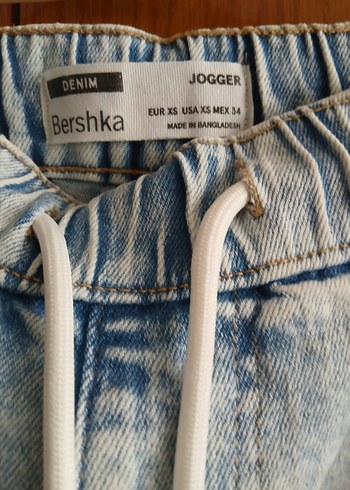 DENIM
JOGGER
Bershka
EUR XS USA XS MEX 34
MADE IN BANGLADESH